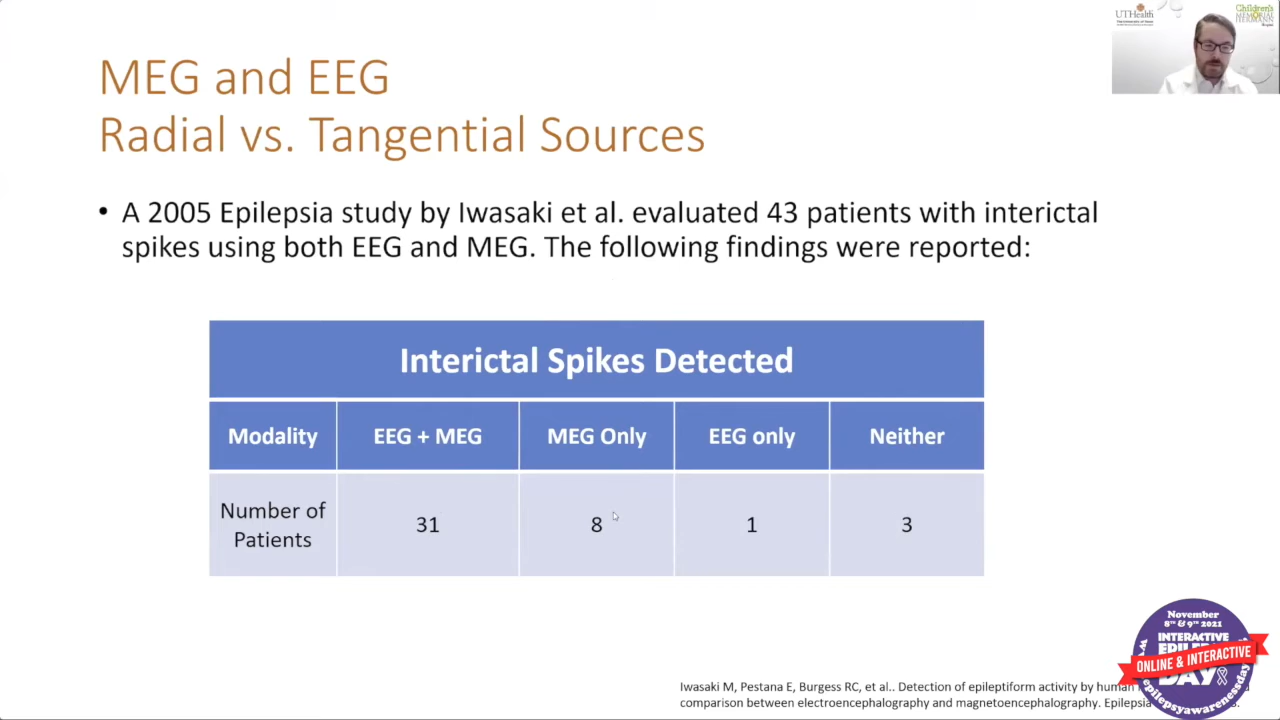 UTHealth
Children's
MEMORIAL
HERMANN
MEG and EEG
Radial vs. Tangential Sources
• A 2005 Epilepsia study by Iwasaki et al. evaluated 43 patients with interictal
spikes using both EEG and MEG. The following findings were reported:
Interictal Spikes Detected
Modality EEG + MEG MEG Only EEG only Neither
Number of
Patients 31 8 1 3
November
8TH & 9TH 2021
INTERACTIVE
ONLINE & INTERACTIVE
DAY
epilepsyawarenessday
Iwasaki M, Pestana E, Burgess RC, et al.. Detection of epileptiform activity by human
comparison between electroencephalography and magnetoencephalography. Epilepsia